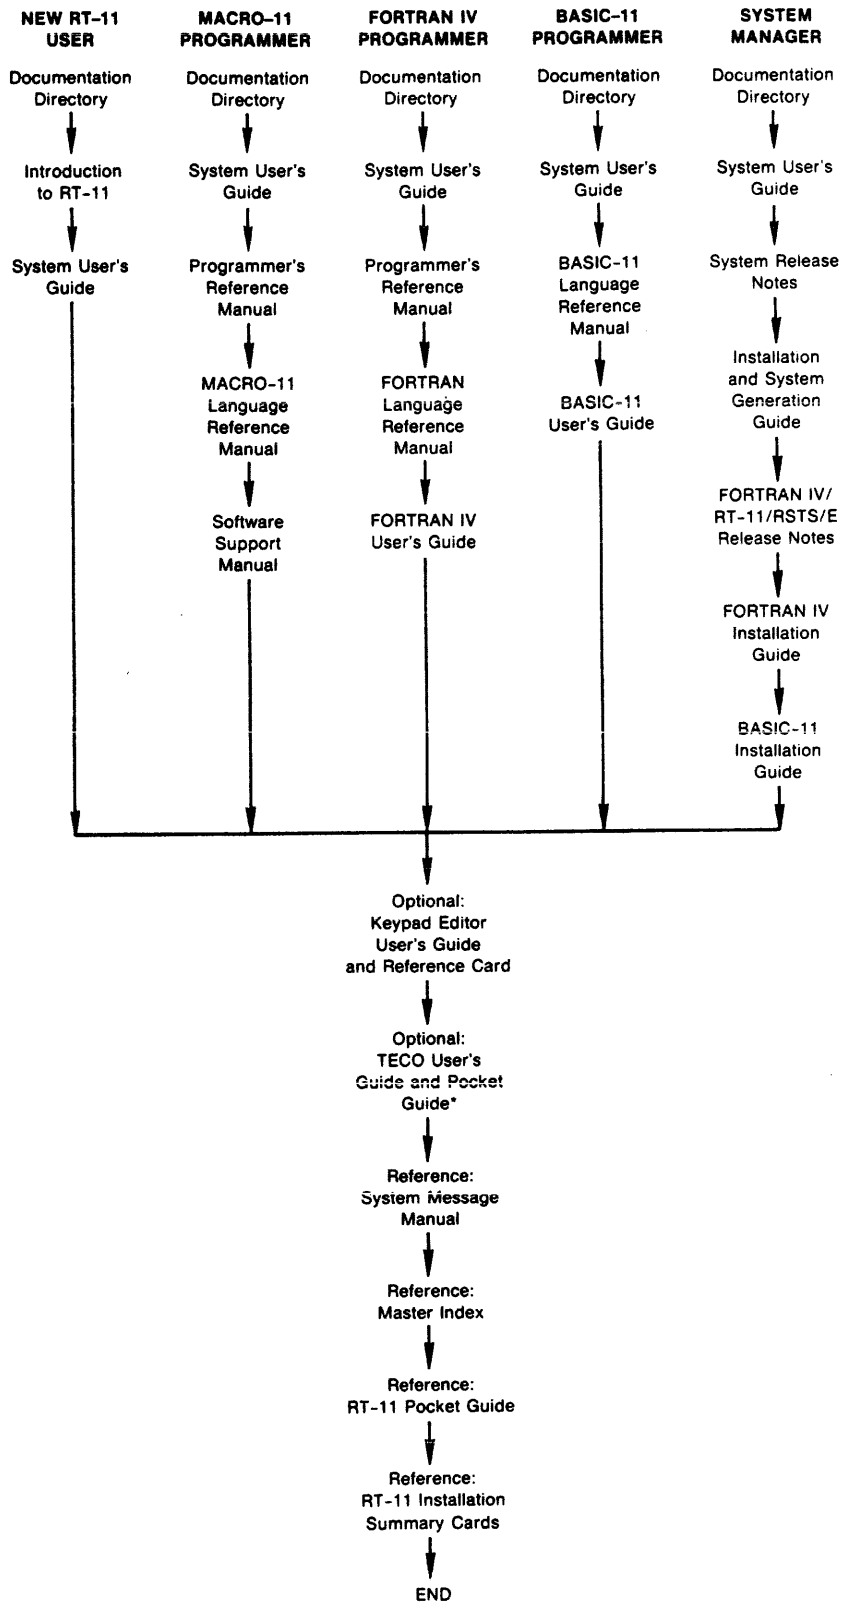 NEW RT-11
USER
Documentation
Directory
Introduction
to RT-11
System User's
Guide
MACRO-11
PROGRAMMER
Documentation
Directory
System User's
Guide
Programmer's
Reference
Manual
MACRO-11
Language
Reference
Manual
Software
Support
Manual
FORTRAN IV
PROGRAMMER
Documentation
Directory
System User's
Guide
Programmer's
Reference
Manual
FORTRAN
Language
Reference
Manual
FORTRAN IV
User's Guide
BASIC-11
PROGRAMMER
Documentation
Directory
System User's
Guide
BASIC-11
Language
Reference
Manual
BASIC-11
User's Guide
SYSTEM
MANAGER
Documentation
Directory
System User's
Guide
System Release
Notes
Installation
and System
Generation
Guide
FORTRAN IV/
RT-11/RSTS/E
Release Notes
FORTRAN IV
Installation
Guide
BASIC-11
Installation
Guide
Optional:
Keypad Editor
User's Guide
and Reference Card
Optional:
TECO User's
Guide and Pocket
Guide*
Reference:
System Message
Manual
Reference:
Master Index
Reference:
RT-11 Pocket Guide
Reference:
RT-11 Installation
Summary Cards
END